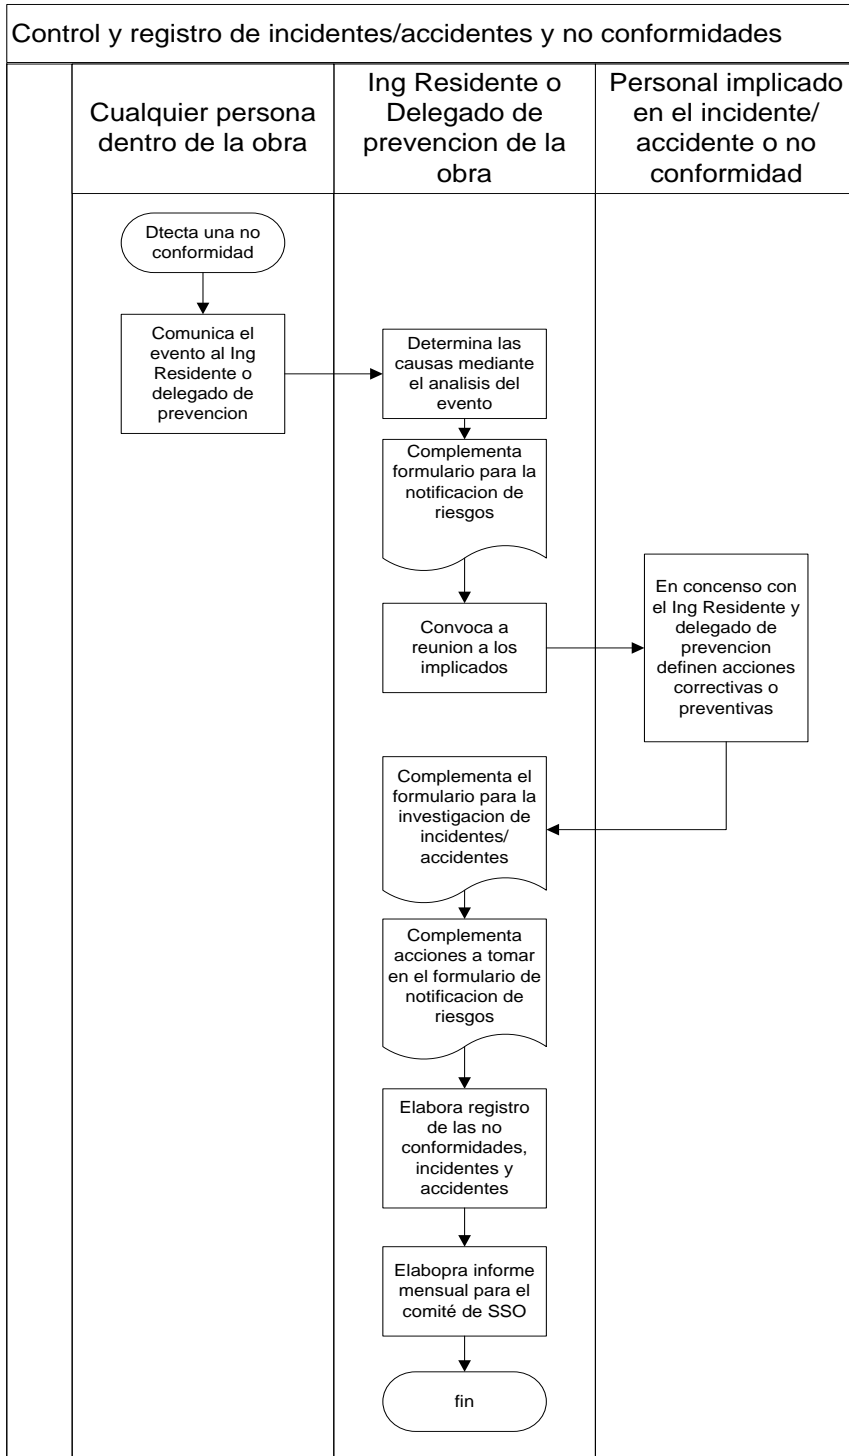 Control y registro de incidentes/accidentes y no conformidades
Cualquier persona
dentro de la obra
Ing Residente o
Delegado de
prevencion de la
obra
Personal implicado
en el incidente/
accidente o no
conformidad
Dtecta una no
conformidad
Comunica el
evento al Ing
Residente o
delegado de
prevencion
Determina las
causas mediante
el analisis del
evento
Complementa
formulario para la
notificacion de
riesgos
Convoca a
reunion a los
implicados
En concenso con
el Ing Residente y
delegado de
prevencion
definen acciones
correctivas o
preventivas
Complementa el
formulario para la
investigacion de
incidentes/
accidentes
Complementa
acciones a tomar
en el formulario de
notificacion de
riesgos
Elabora registro
de las no
conformidades,
incidentes y
accidentes
Elabopra informe
mensual para el
comité de SSO
fin